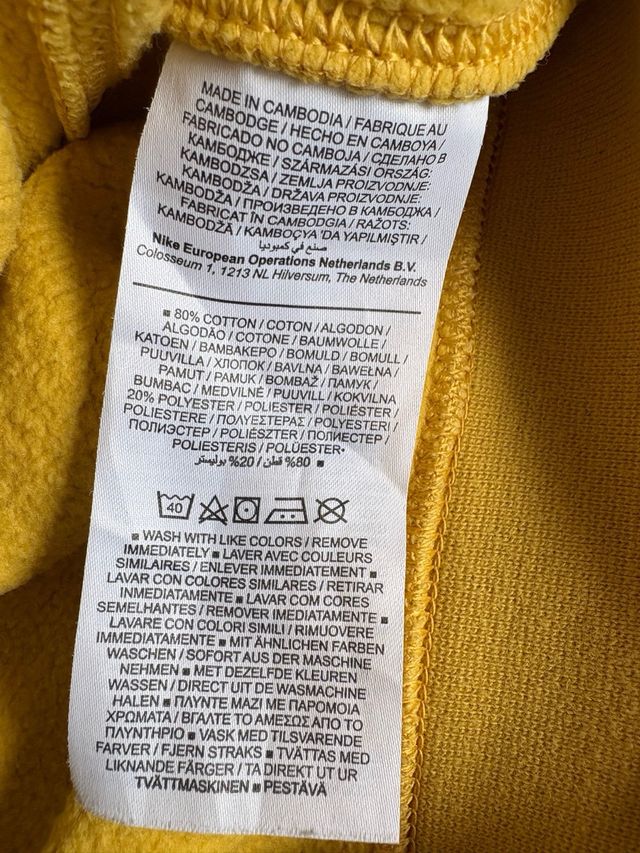 MADE IN CAMBODIA / FABRIQUE AU
CAMBODGE / HECHO EN CAMBOYA /
FABRICADO NO CAMBOJA / СДЕЛАНО В
КАМБОДЖЕ / SZÁRMAZÁSI ORSZÁG:
KAMBODZSA / ZEMLJA PROIZVODNJE:
KAMBODŽA / DRŽAVA PROIZVODNJE:
KAMBODŽA / ПРОИЗВЕДЕНО В КАМБОДЖА /
FABRICAT ÎN CAMBODGIA / RAŽOTS:
KAMBODŽĀ / KAMBOÇYA 'DA YAPILMIŞTIR /
صنع في كمبوديا
Nike European Operations Netherlands B.V.
Colosseum 1, 1213 NL Hilversum, The Netherlands
▪ 80% COTTON / COTON / ALGODON /
ALGODÃO / COTONE / BAUMWOLLE /
KATOEN / ΒΑΜΒΑΚΕΡΟ / BOMULD / BOMULL /
PUUVILLA / ХЛОПОК / BAVLNA / BAWEŁNA /
PAMUT / PAMUK / BOMBAŽ / ПАМУК /
BUMBAC / MEDVILNĖ / PUUVILL / KOKVILNA
20% POLYESTER / POLIESTER / POLIÉSTER /
POLIESTERE / ΠΟΛΥΕΣΤΕΡΑΣ / POLYESTERI /
ПОЛИЭСТЕР / POLIÉSZTER / ПОЛИЕСТЕР /
POLIESTERIS / POLÜESTER▪
▪ 80% قطن / 20% بوليستر
40
▪ WASH WITH LIKE COLORS / REMOVE
IMMEDIATELY ▪ LAVER AVEC COULEURS
SIMILAIRES / ENLEVER IMMEDIATEMENT ▪
LAVAR CON COLORES SIMILARES / RETIRAR
INMEDIATAMENTE ▪ LAVAR COM CORES
SEMELHANTES / REMOVER IMEDIATAMENTE ▪
LAVARE CON COLORI SIMILI / RIMUOVERE
IMMEDIATAMENTE ▪ MIT ÄHNLICHEN FARBEN
WASCHEN / SOFORT AUS DER MASCHINE
NEHMEN ▪ MET DEZELFDE KLEUREN
WASSEN / DIRECT UIT DE WASMACHINE
HALEN ▪ ΠΛΥΝΤΕ ΜΑΖΙ ΜΕ ΠΑΡΟΜΟΙΑ
ΧΡΩΜΑΤΑ / ΒΓΑΛΤΕ ΤΟ ΑΜΕΣΩΣ ΑΠΟ ΤΟ
ΠΛΥΝΤΗΡΙΟ ▪ VASK MED TILSVARENDE
FARVER / FJERN STRAKS ▪ TVÄTTAS MED
LIKNANDE FÄRGER / TA DIREKT UT UR
TVÄTTMASKINEN ▪ PESTÄVÄ